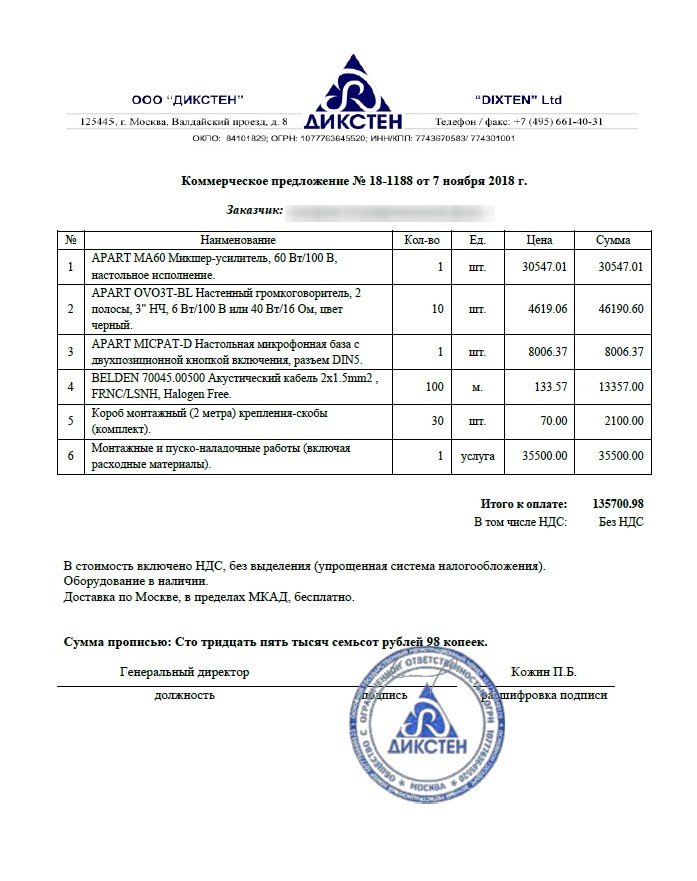 ООО “ДИКСТЕН”
“DIXTEN” Ltd
125445, г. Москва, Валдайский проезд, д. 8
ДИКСТЕН
Телефон / факс: +7 (495) 661-40-31
ОКПО: 84101829; ОГРН: 1077763645520; ИНН/КПП: 7743670583/ 774301001
Коммерческое предложение № 18-1188 от 7 ноября 2018 г.
Заказчик:
№ Наименование Кол-во Ед. Цена Сумма
1 APART MA60 Микшер-усилитель, 60 Вт/100 В, 1 шт. 30547.01 30547.01
настольное исполнение.
2 APART OVO3T-BL Настенный громкоговоритель, 2 10 шт. 4619.06 46190.60
полосы, 3" НЧ, 6 Вт/100 В или 40 Вт/16 Ом, цвет
черный.
3 APART MICPAT-D Настольная микрофонная база с 1 шт. 8006.37 8006.37
двухпозиционной кнопкой включения, разъем DIN5.
4 BELDEN 70045.00500 Акустический кабель 2x1.5mm2 , 100 м. 133.57 13357.00
FRNC/LSNH, Halogen Free.
5 Короб монтажный (2 метра) крепления-скобы 30 шт. 70.00 2100.00
(комплект).
6 Монтажные и пуско-наладочные работы (включая 1 услуга 35500.00 35500.00
расходные материалы).
Итого к оплате: 135700.98
В том числе НДС: Без НДС
В стоимость включено НДС, без выделения (упрощенная система налогообложения).
Оборудование в наличии.
Доставка по Москве, в пределах МКАД, бесплатно.
Сумма прописью: Сто тридцать пять тысяч семьсот рублей 98 копеек.
Генеральный директор Кожин П.Б.
должность подпись расшифровка подписи
ОБЩЕСТВО С ОГРАНИЧЕННОЙ ОТВЕТСТВЕННОСТЬЮ ОГРН 1077763645520
ДИКСТЕН
* МОСКВА *